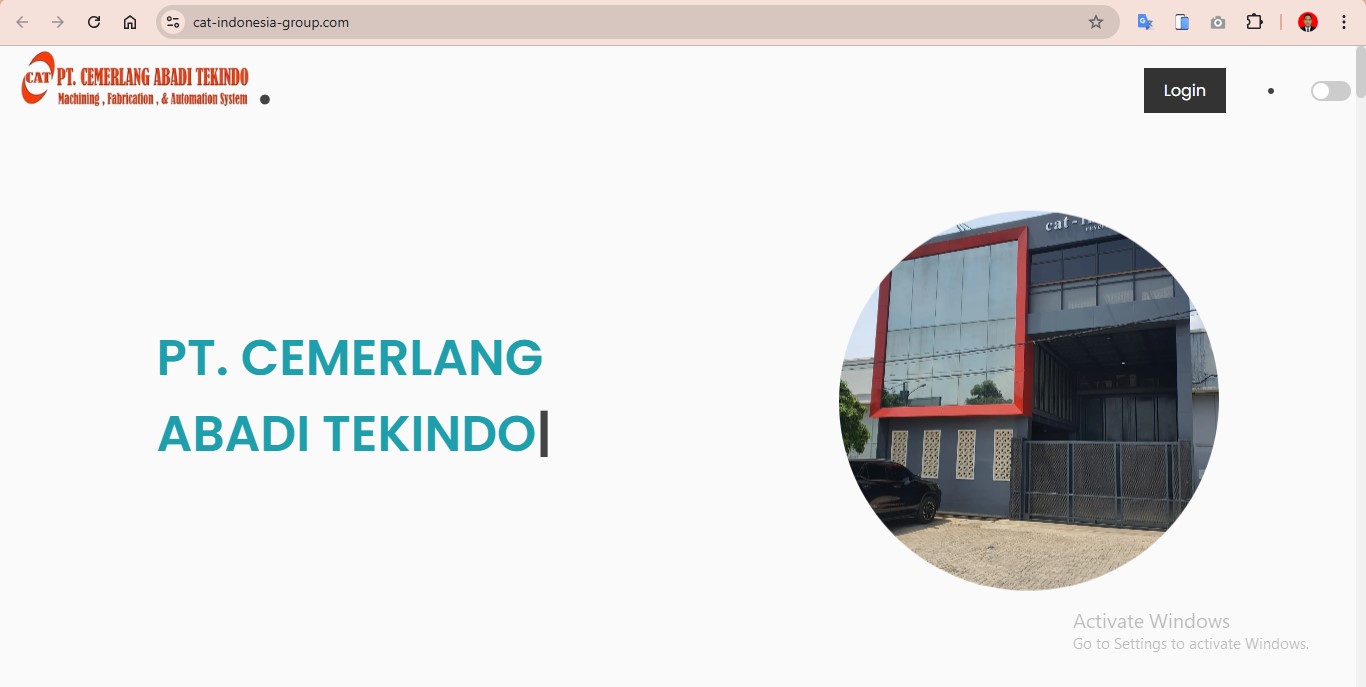 cat-indonesia-group.com
CAT PT. CEMERLANG ABADI TEKINDO
Machining , Fabrication , & Automation System
Login
PT. CEMERLANG
ABADI TEKINDO
cat -
Activate Windows
Go to Settings to activate Windows.